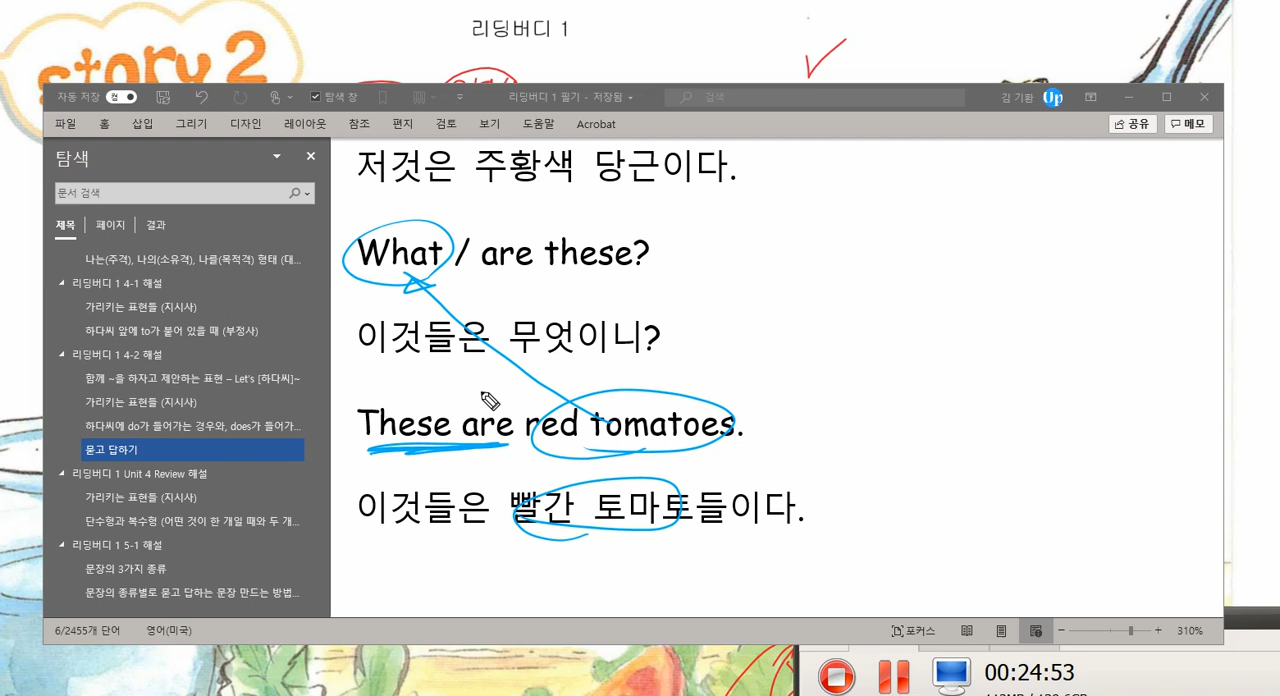 리딩버디 1
story 2
자동 저장 컴 탐색 창 리딩버디 1 필기 - 저장됨 검색 김 기환 Up
파일 홈 삽입 그리기 디자인 레이아웃 참조 편지 검토 보기 도움말 Acrobat 공유 메모
탐색
문서 검색
제목 페이지 결과
나는(주격), 나의(소유격), 나를(목적격) 형태 (대...
리딩버디 1 4-1 해설
가리키는 표현들 (지시사)
하다씨 앞에 to가 붙어 있을 때 (부정사)
리딩버디 1 4-2 해설
함께 ~을 하자고 제안하는 표현 – Let's [하다씨]~
가리키는 표현들 (지시사)
하다씨에 do가 들어가는 경우와, does가 들어가...
묻고 답하기
리딩버디 1 Unit 4 Review 해설
가리키는 표현들 (지시사)
단수형과 복수형 (어떤 것이 한 개일 때와 두 개...
리딩버디 1 5-1 해설
문장의 3가지 종류
문장의 종류별로 묻고 답하는 문장 만드는 방법...
저것은 주황색 당근이다.
What / are these?
이것들은 무엇이니?
These are red tomatoes.
이것들은 빨간 토마토들이다.
6/2455개 단어 영어(미국) 포커스 310%
00:24:53